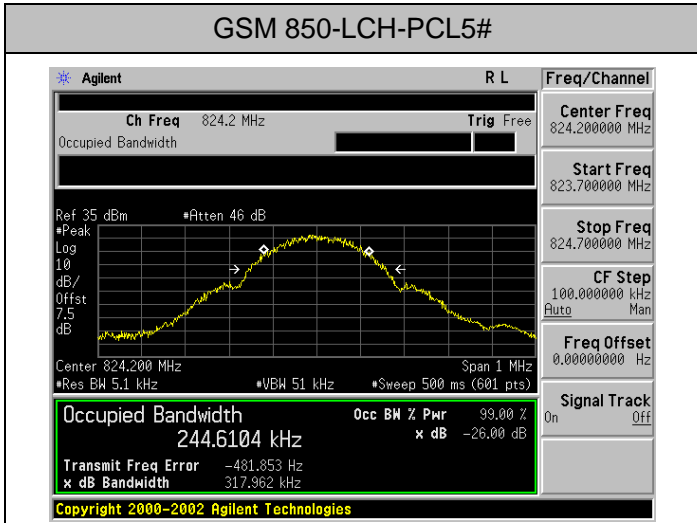 GSM 850-LCH-PCL5#
Agilent R L Freq/Channel
Ch Freq 824.2 MHz Trig Free
Occupied Bandwidth
Center Freq
824.200000 MHz
Start Freq
823.700000 MHz
Stop Freq
824.700000 MHz
CF Step
100.000000 kHz
Auto Man
Freq Offset
0.00000000 Hz
Signal Track
On Off
Ref 35 dBm #Atten 46 dB
#Peak
Log
10
dB/
Offst
7.5
dB
Center 824.200 MHz Span 1 MHz
#Res BW 5.1 kHz #VBW 51 kHz #Sweep 500 ms (601 pts)
Occupied Bandwidth Occ BW % Pwr 99.00 %
244.6104 kHz x dB -26.00 dB
Transmit Freq Error -481.853 Hz
x dB Bandwidth 317.962 kHz
Copyright 2000-2002 Agilent Technologies